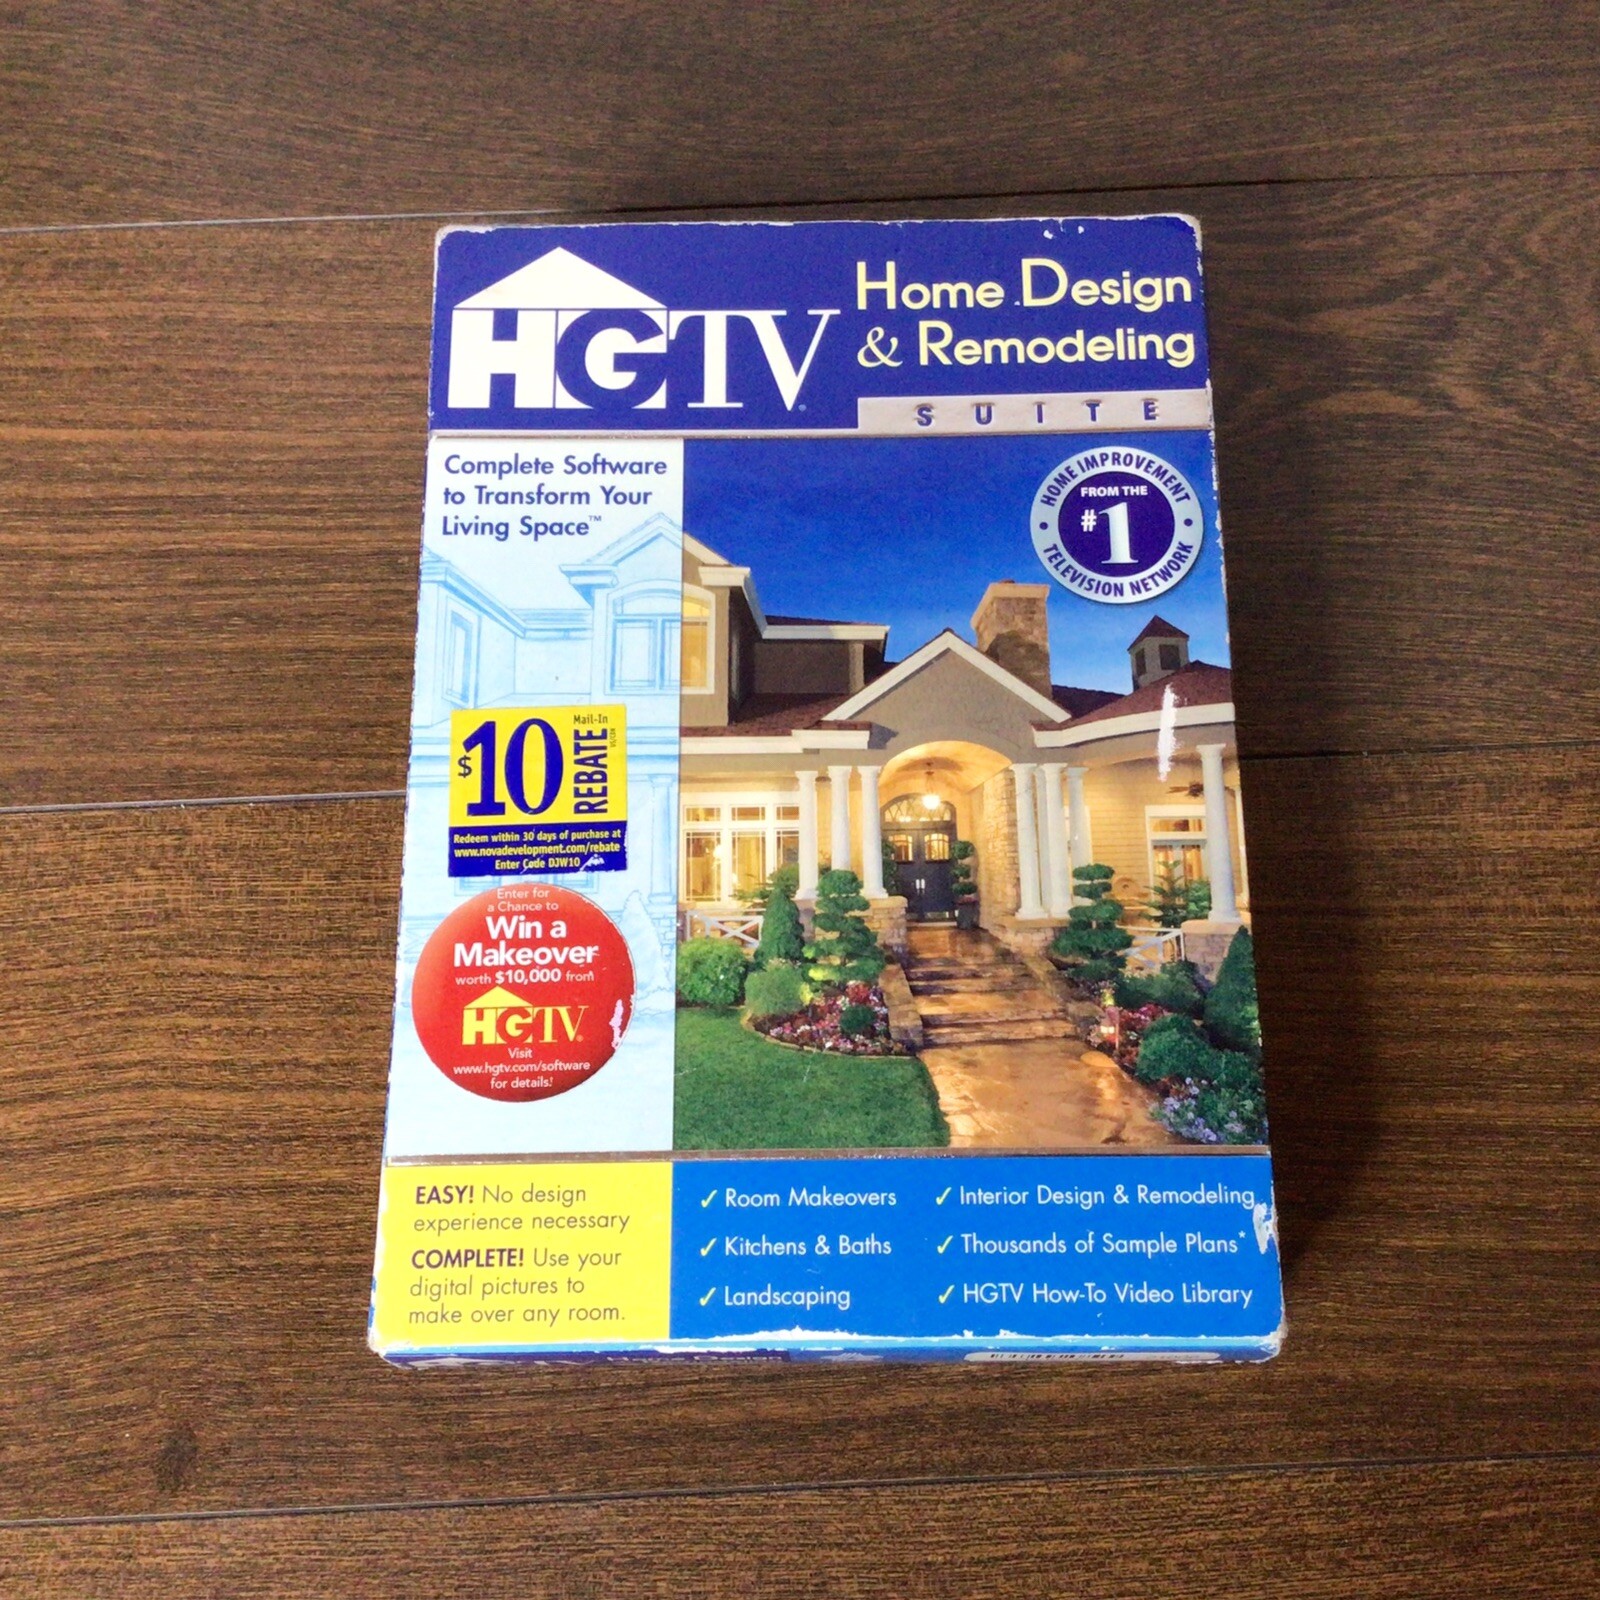 HGTV
Home Design
& Remodeling
SUITE
Complete Software
to Transform Your
Living Space™
HOME IMPROVEMENT
FROM THE
#1
TELEVISION NETWORK
$10
Mail-In
REBATE
Redeem within 30 days of purchase at
www.novadevelopment.com/rebate
Enter Code DJW10
Enter for
a Chance to
Win a
Makeover
worth $10,000 from
HGTV
Visit
www.hgtv.com/software
for details!
EASY! No design
experience necessary
COMPLETE! Use your
digital pictures to
make over any room.
✓ Room Makeovers
✓ Kitchens & Baths
✓ Landscaping
✓ Interior Design & Remodeling
✓ Thousands of Sample Plans*
✓ HGTV How-To Video Library
Home Design